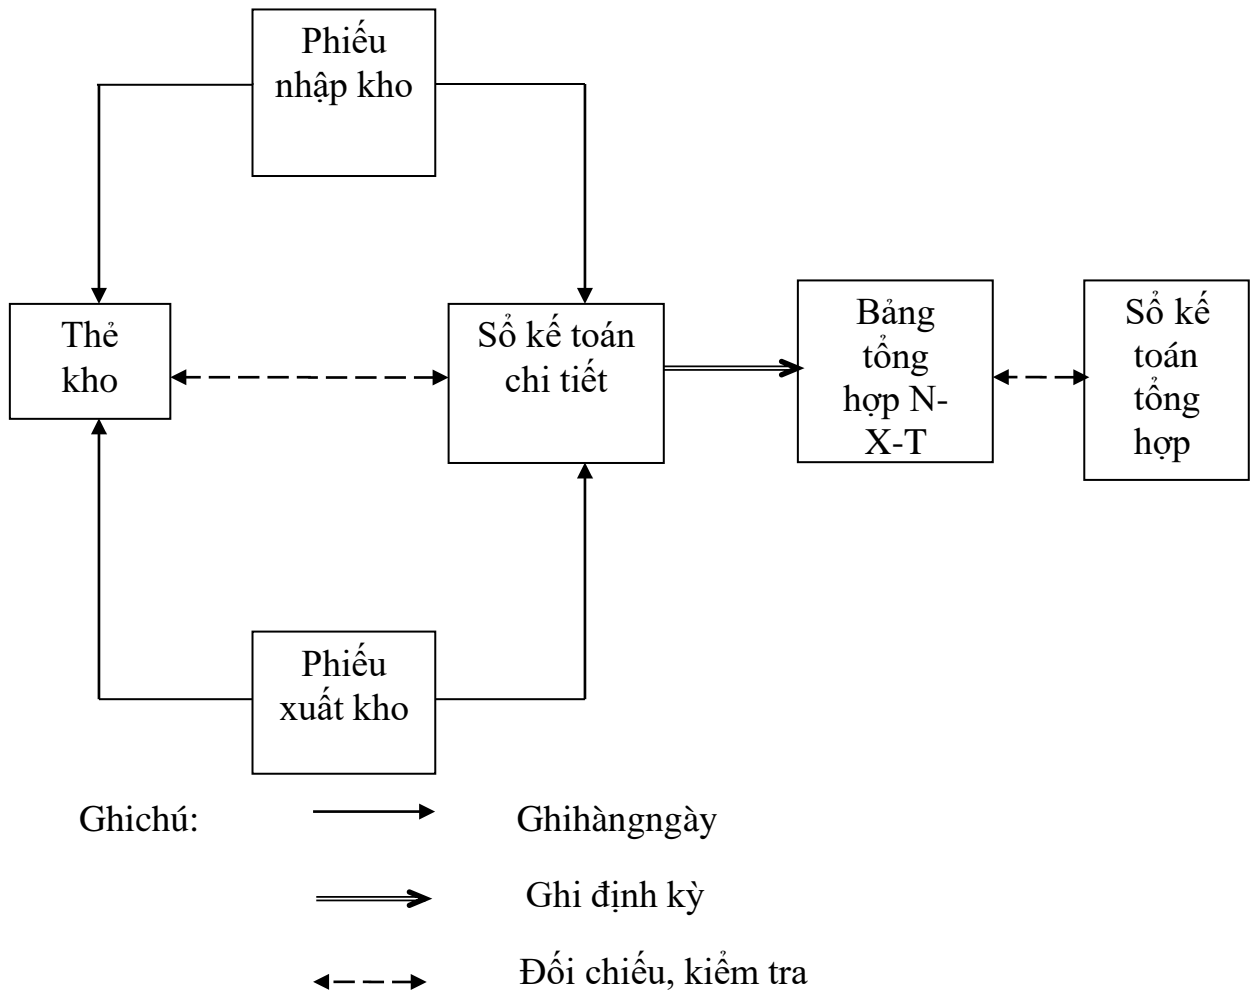 Phiếu
nhập kho
Thẻ
kho
Sổ kế toán
chi tiết
Bảng
tổng
hợp N-
X-T
Sổ kế
toán
tổng
hợp
Phiếu
xuất kho
Ghichú:
Ghihàngngày
Ghi định kỳ
Đối chiếu, kiểm tra